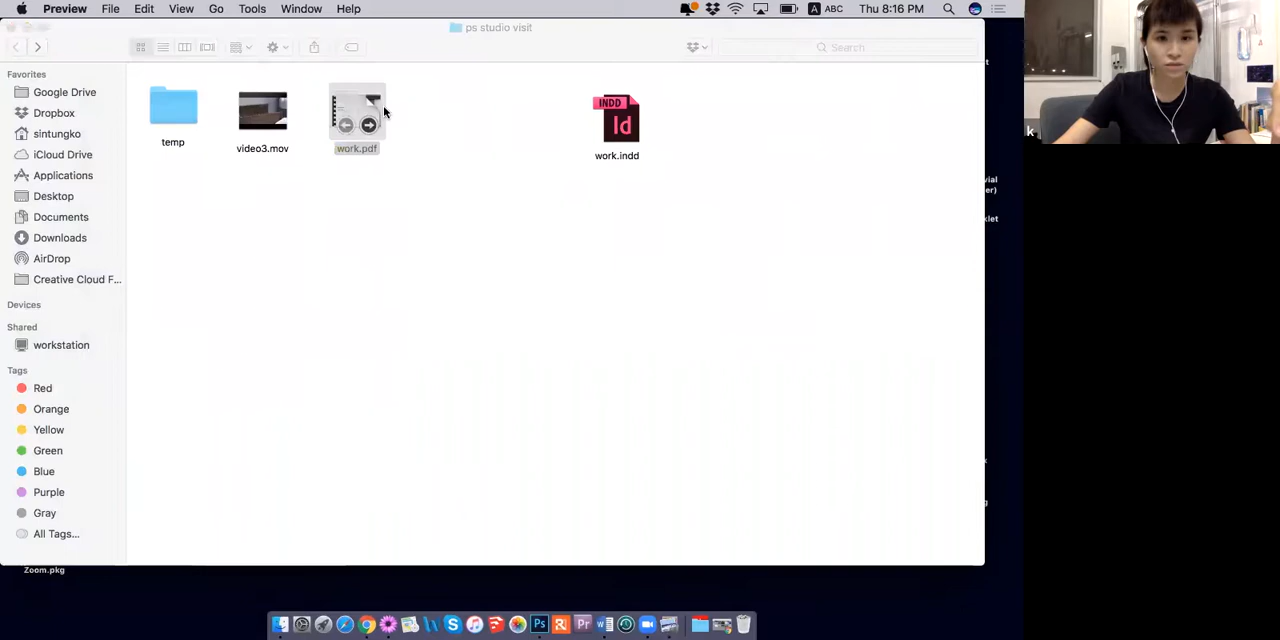 Preview File Edit View Go Tools Window Help ABC Thu 8:16 PM
ps studio visit
Search
Favorites
Google Drive
Dropbox
sintungko
iCloud Drive
Applications
Desktop
Documents
Downloads
AirDrop
Creative Cloud F...
Devices
Shared
workstation
Tags
Red
Orange
Yellow
Green
Blue
Purple
Gray
All Tags...
temp
video3.mov
work.pdf
INDD
Id
work.indd
k
Zoom.pkg
Ps
Pr